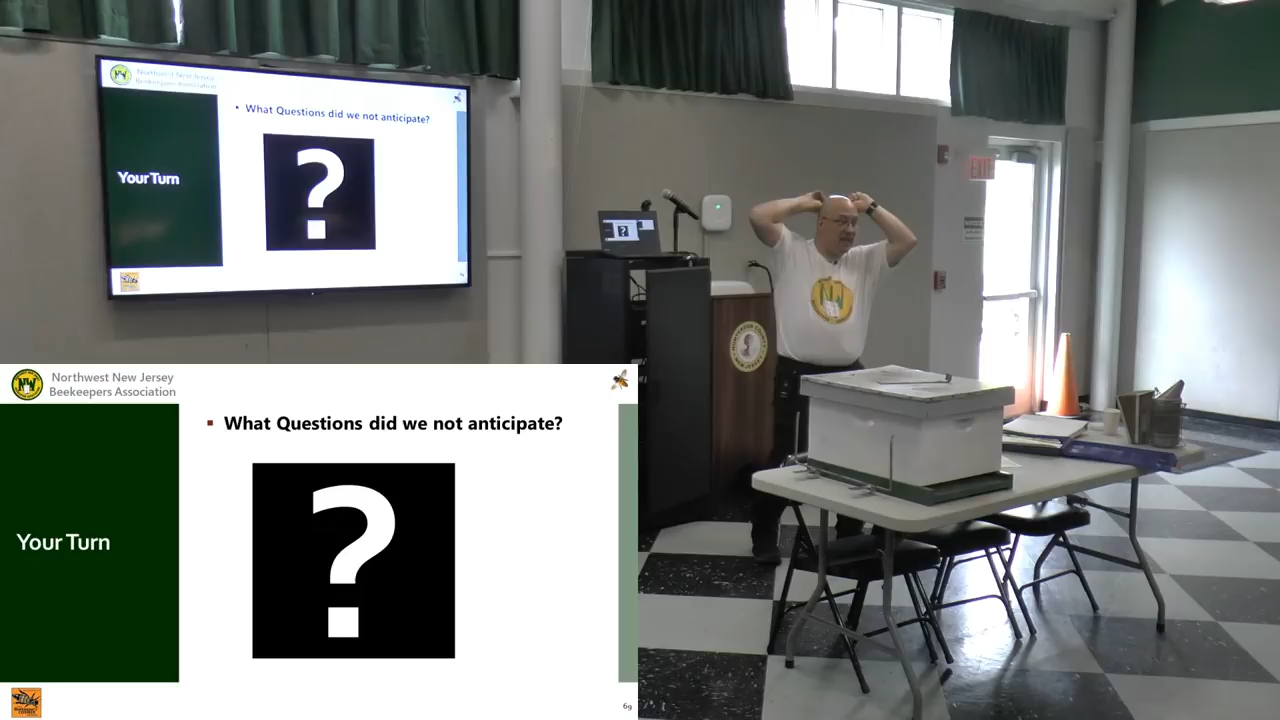 Northwest New Jersey
Beekeepers Association
• What Questions did we not anticipate?
Your Turn
?
EXIT
NW
Northwest New Jersey
Beekeepers Association
▪ What Questions did we not anticipate?
Your Turn
?
69